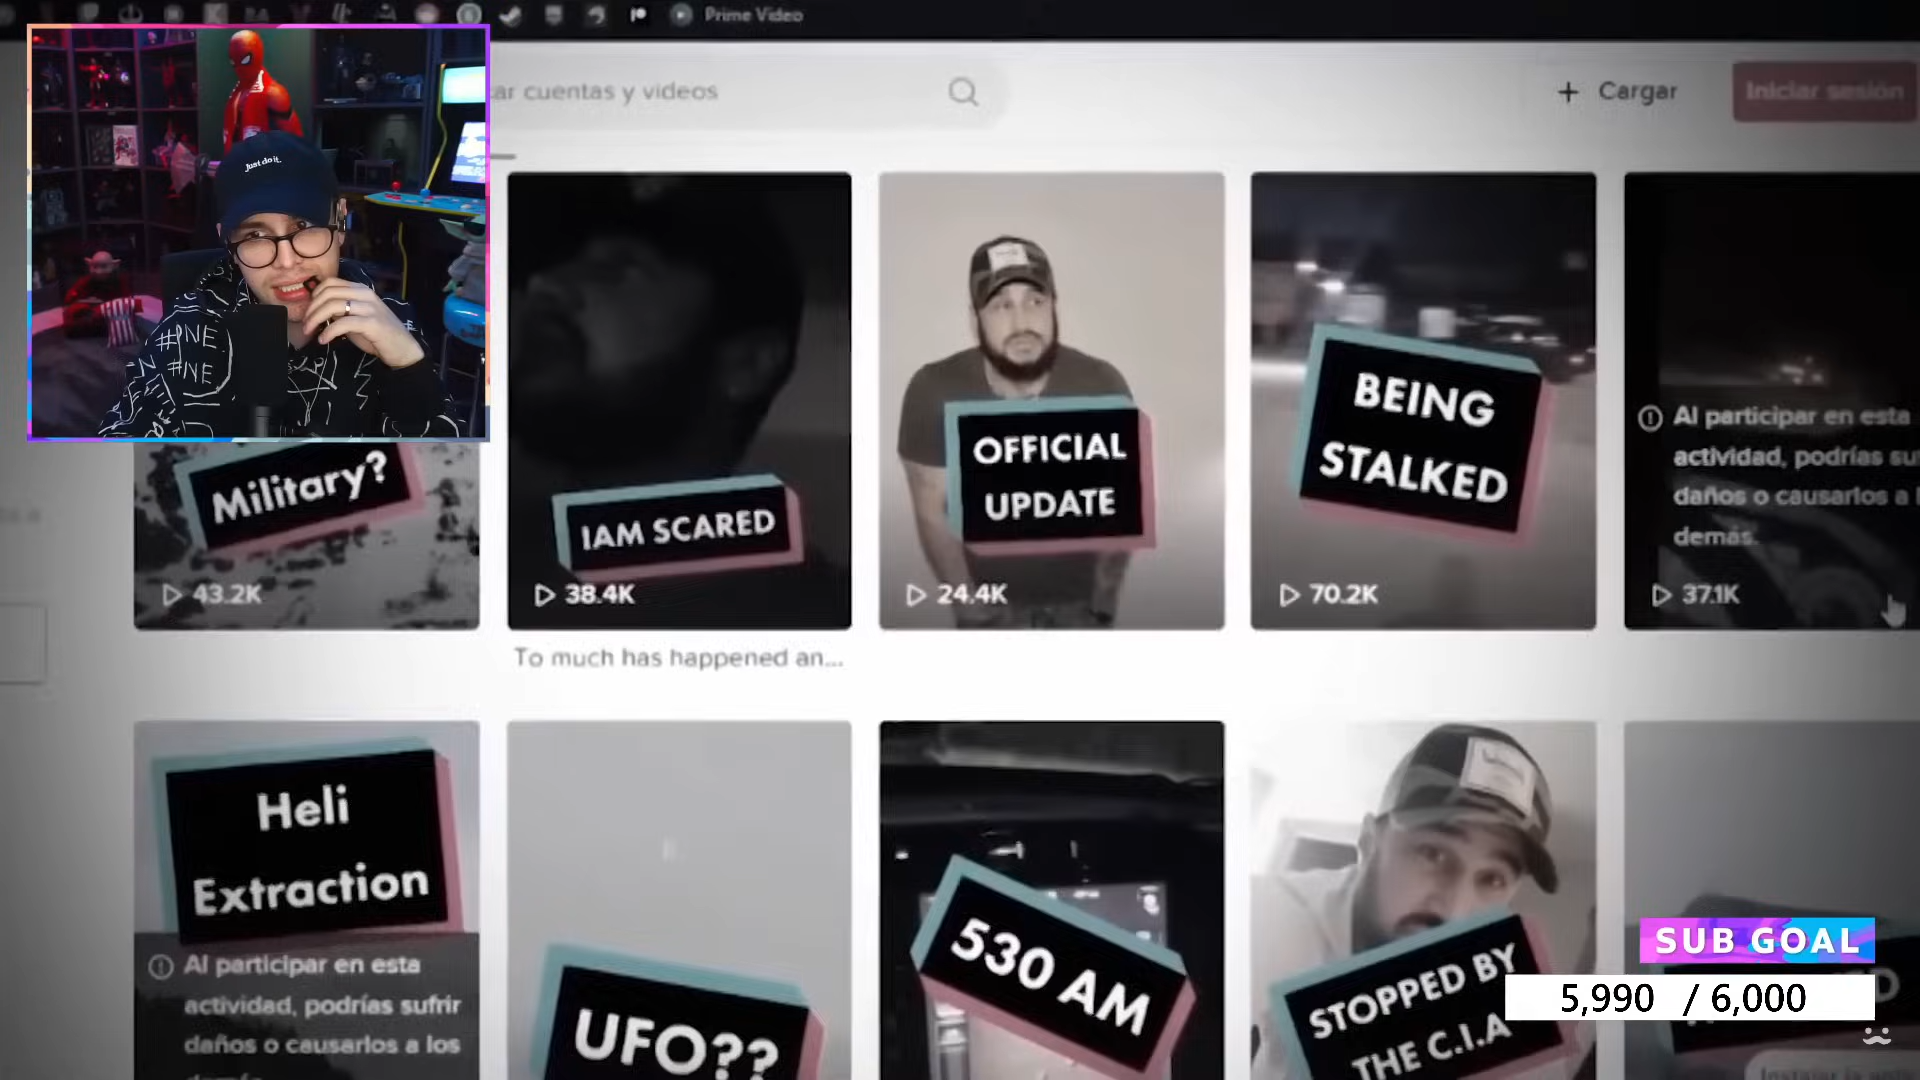 Prime Video
ar cuentas y videos
+ Cargar
Iniciar sesión
Just do it.
#NE
#NE
Military?
43.2K
IAM SCARED
38.4K
To much has happened an...
OFFICIAL
UPDATE
24.4K
BEING
STALKED
70.2K
Al participar en esta
actividad, podrías su
daños o causarlos a l
demás.
37.1K
Heli
Extraction
Al participar en esta
actividad, podrías sufrir
daños o causarlos a los
UFO??
530 AM
STOPPED BY
THE C.I.A
SUB GOAL
5,990 / 6,000